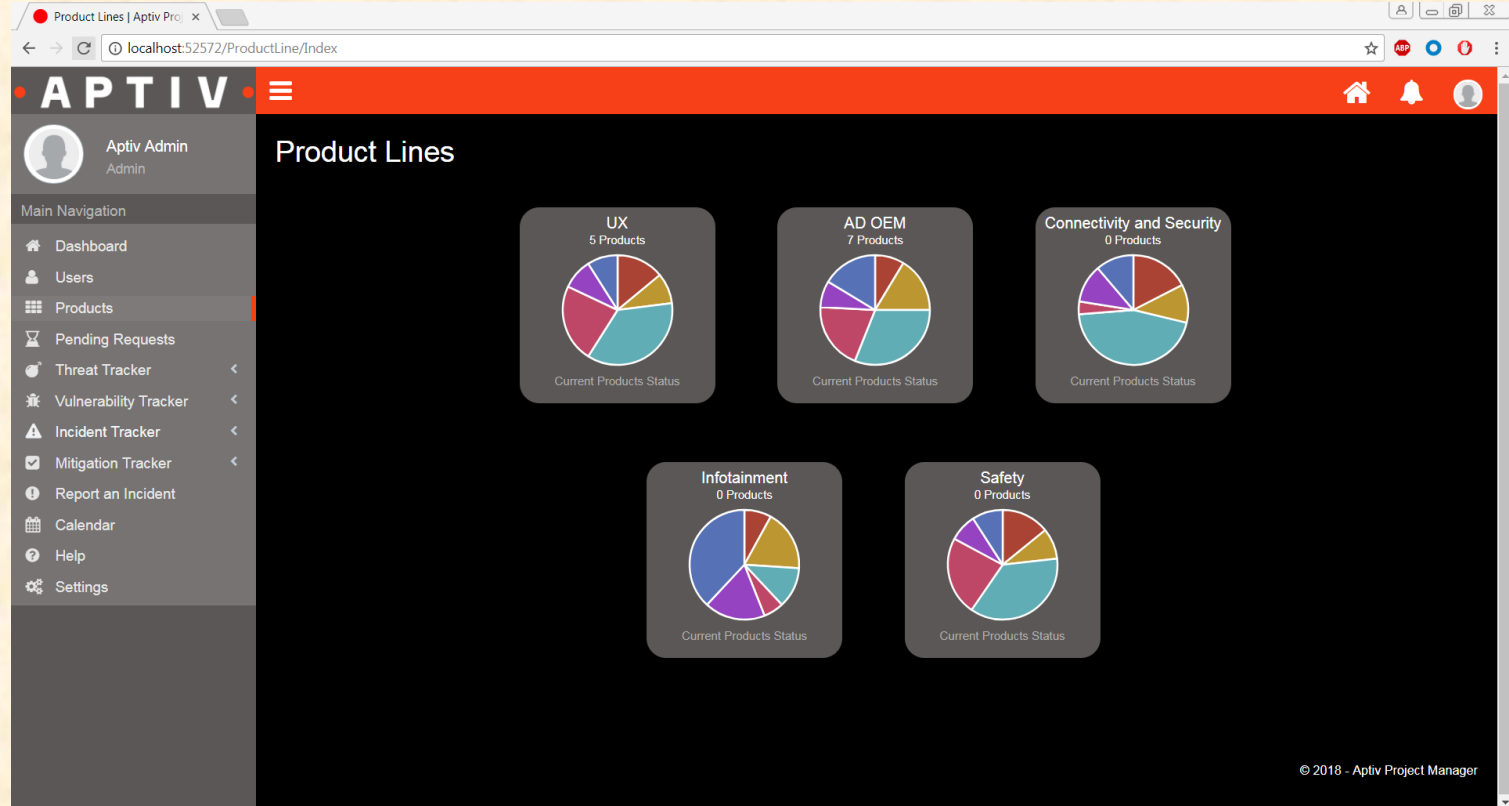 Product Lines | Aptiv Pro
localhost:52572/ProductLine/Index
ABP
APTIV
Aptiv Admin
Admin
Main Navigation
Dashboard
Users
Products
Pending Requests
Threat Tracker
Vulnerability Tracker
Incident Tracker
Mitigation Tracker
Report an Incident
Calendar
Help
Settings
Product Lines
UX
5 Products
Current Products Status
AD OEM
7 Products
Current Products Status
Connectivity and Security
0 Products
Current Products Status
Infotainment
0 Products
Current Products Status
Safety
0 Products
Current Products Status
© 2018 - Aptiv Project Manager